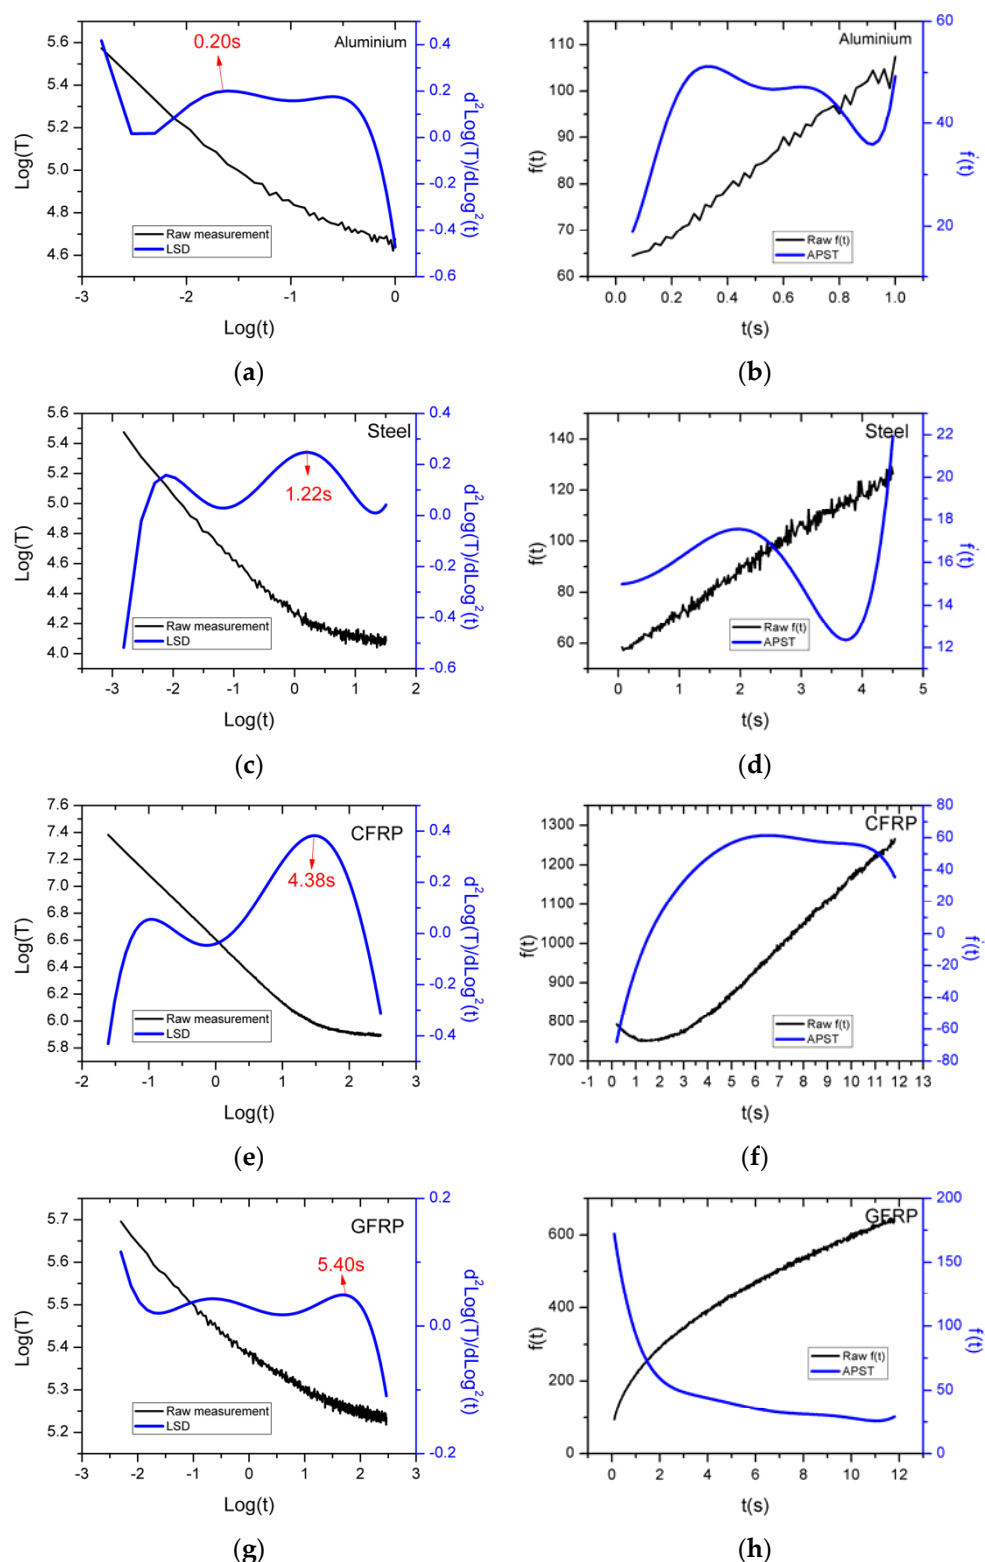 Aluminium
0.20s
Log(T)
5.6
5.4
5.2
5.0
4.8
4.6
0.4
0.2
0.0
-0.2
-0.4
-0.6
d²Log(T)/dLog²(t)
Raw measurement
LSD
-3
-2
-1
0
Log(t)
(a)
Aluminium
f(t)
110
100
90
80
70
60
60
40
20
ḟ(t)
Raw f(t)
APST
0.0
0.2
0.4
0.6
0.8
1.0
t(s)
(b)
Steel
1.22s
Log(T)
5.6
5.4
5.2
5.0
4.8
4.6
4.4
4.2
4.0
0.4
0.2
0.0
-0.2
-0.4
-0.6
d²Log(T)/dLog²(t)
Raw measurement
LSD
-3
-2
-1
0
1
2
Log(t)
(c)
Steel
f(t)
140
120
100
80
60
22
20
18
16
14
12
ḟ(t)
Raw f(t)
APST
0
1
2
3
4
5
t(s)
(d)
CFRP
4.38s
Log(T)
7.6
7.4
7.2
7.0
6.8
6.6
6.4
6.2
6.0
5.8
0.4
0.2
0.0
-0.2
-0.4
d²Log(T)/dLog²(t)
Raw measurement
LSD
-2
-1
0
1
2
3
Log(t)
(e)
CFRP
f(t)
1300
1200
1100
1000
900
800
700
80
60
40
20
0
-20
-40
-60
-80
ḟ(t)
Raw f(t)
APST
-1
0
1
2
3
4
5
6
7
8
9
10
11
12
13
t(s)
(f)
GFRP
5.40s
Log(T)
5.7
5.6
5.5
5.4
5.3
5.2
0.2
0.1
0.0
-0.1
-0.2
d²Log(T)/dLog²(t)
Raw measurement
LSD
-3
-2
-1
0
1
2
3
Log(t)
(g)
GFRP
f(t)
600
500
400
300
200
100
0
200
150
100
50
0
ḟ(t)
Raw f(t)
APST
0
2
4
6
8
10
12
t(s)
(h)